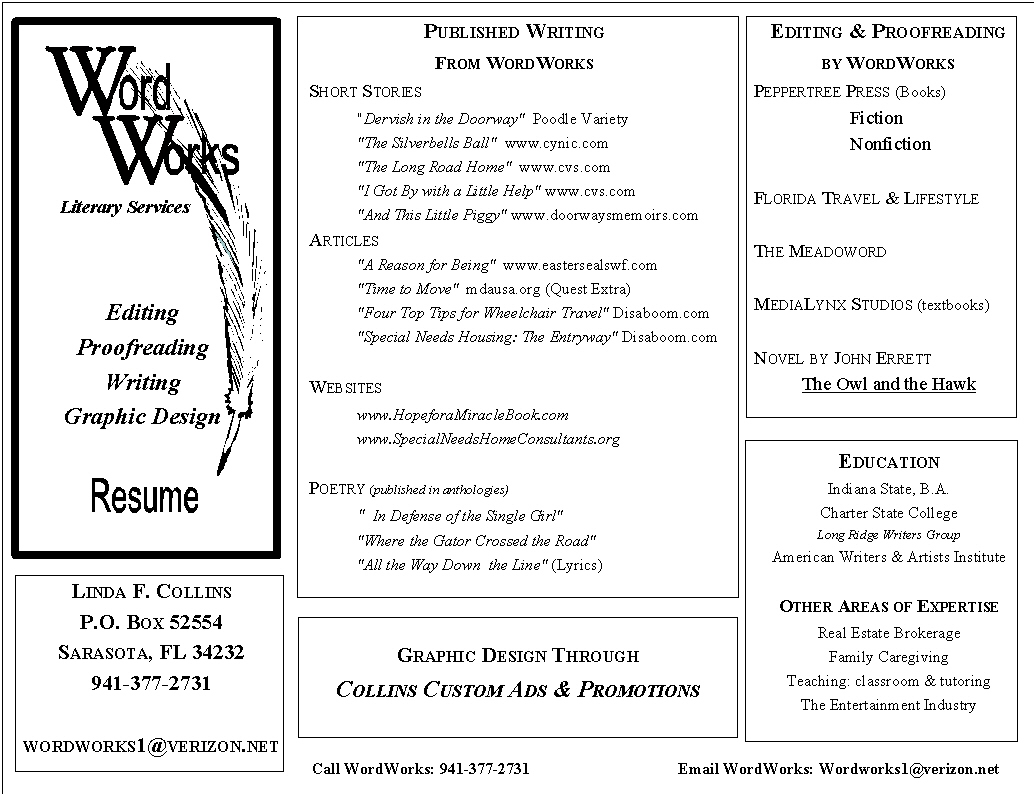 Word
Works
Literary Services
Editing
Proofreading
Writing
Graphic Design
Resume
LINDA F. COLLINS
P.O. BOX 52554
SARASOTA, FL 34232
941-377-2731
WORDWORKS1@VERIZON.NET
PUBLISHED WRITING
FROM WORDWORKS
SHORT STORIES
"Dervish in the Doorway" Poodle Variety
"The Silverbells Ball" www.cynic.com
"The Long Road Home" www.cvs.com
"I Got By with a Little Help" www.cvs.com
"And This Little Piggy" www.doorwaysmemoirs.com
ARTICLES
"A Reason for Being" www.eastersealswf.com
"Time to Move" mdausa.org (Quest Extra)
"Four Top Tips for Wheelchair Travel" Disaboom.com
"Special Needs Housing: The Entryway" Disaboom.com
WEBSITES
www.HopeforaMiracleBook.com
www.SpecialNeedsHomeConsultants.org
POETRY (published in anthologies)
" In Defense of the Single Girl"
"Where the Gator Crossed the Road"
"All the Way Down the Line" (Lyrics)
GRAPHIC DESIGN THROUGH
COLLINS CUSTOM ADS & PROMOTIONS
EDITING & PROOFREADING
BY WORDWORKS
PEPPERTREE PRESS (Books)
Fiction
Nonfiction
FLORIDA TRAVEL & LIFESTYLE
THE MEADOWORD
MEDIALYNX STUDIOS (textbooks)
NOVEL BY JOHN ERRETT
The Owl and the Hawk
EDUCATION
Indiana State, B.A.
Charter State College
Long Ridge Writers Group
American Writers & Artists Institute
OTHER AREAS OF EXPERTISE
Real Estate Brokerage
Family Caregiving
Teaching: classroom & tutoring
The Entertainment Industry
Call WordWorks: 941-377-2731
Email WordWorks: Wordworks1@verizon.net